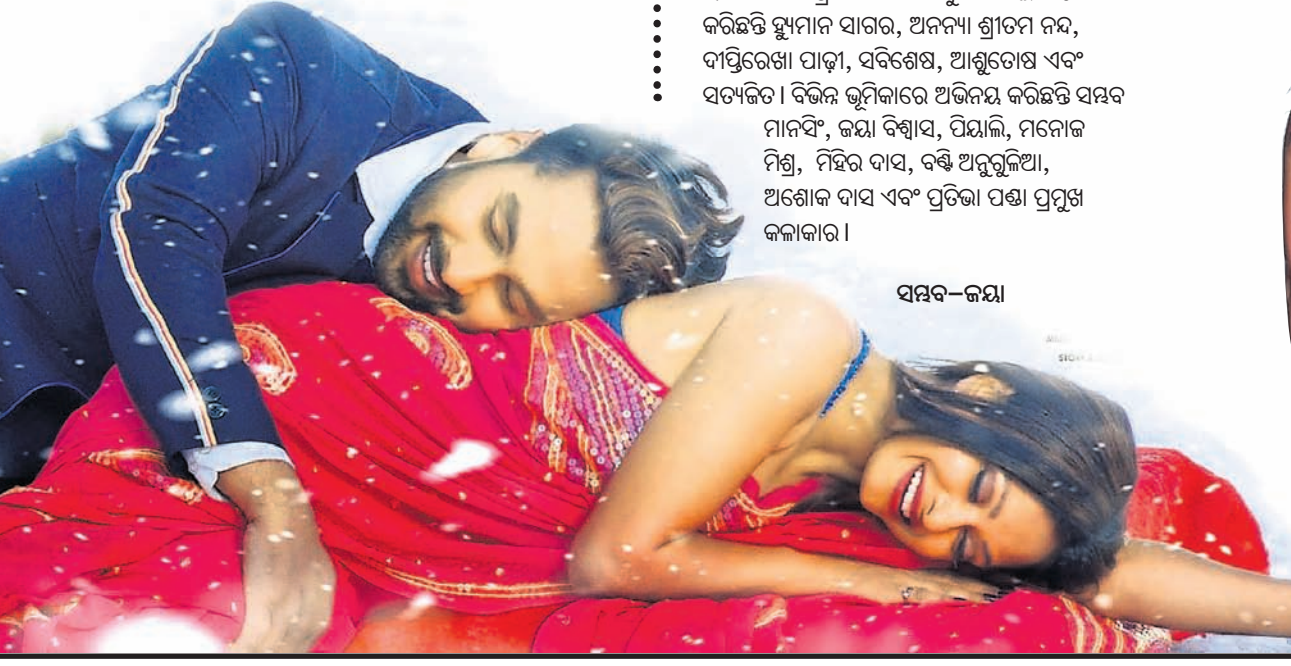 କରିଛନ୍ତି ହ୍ୟୁମାନ ସାଗର, ଅନନ୍ୟା ଶ୍ରୀତମ ନନ୍ଦ,
ଦୀପ୍ତିରେଖା ପାଢ଼ୀ, ସବିଶେଷ, ଆଶୁତୋଷ ଏବଂ
ସତ୍ୟଜିତ। ବିଭିନ୍ନ ଭୂମିକାରେ ଅଭିନୟ କରିଛନ୍ତି ସମ୍ଭବ
ମାନସିଂ, ଜୟା ବିଶ୍ୱାସ, ପିୟାଲି, ମନୋଜ
ମିଶ୍ର, ମିହିର ଦାସ, ବଣ୍ଟି ଅନୁଗୁଳିଆ,
ଅଶୋକ ଦାସ ଏବଂ ପ୍ରତିଭା ପଣ୍ଡା ପ୍ରମୁଖ
କଳାକାର।
ସମ୍ଭବ–ଜୟା